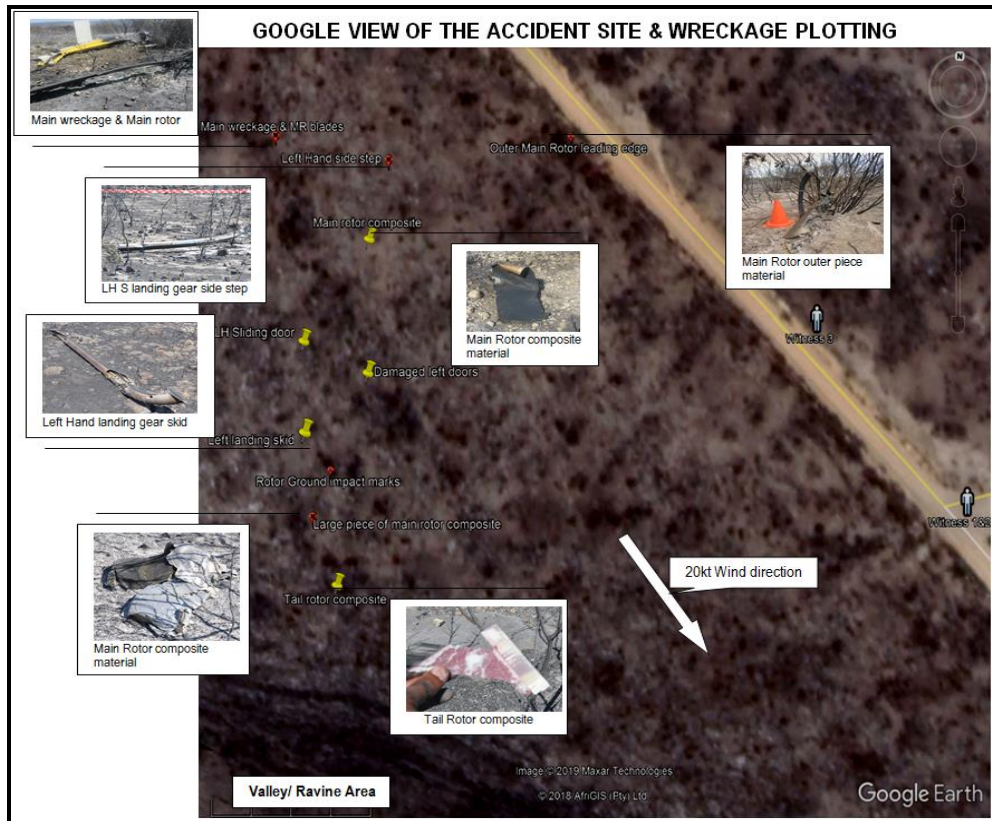 GOOGLE VIEW OF THE ACCIDENT SITE & WRECKAGE PLOTTING
Main wreckage & Main rotor
Main wreckage & MR blades
Left Hand side step
Outer Main Rotor leading edge
N
LH S landing gear side step
Main rotor composite
Main Rotor composite
material
Main Rotor outer piece
material
LH Sliding door
Damaged left doors
Witness 3
Left Hand landing gear skid
Left landing skid
Rotor Ground impact marks
Large piece of main rotor composite
Witness 1&2
Main Rotor composite
material
20kt Wind direction
Tail rotor composite
Tail Rotor composite
Valley/ Ravine Area
Image © 2019 Maxar Technologies
© 2018 AfriGIS (Pty) Ltd
Google Earth